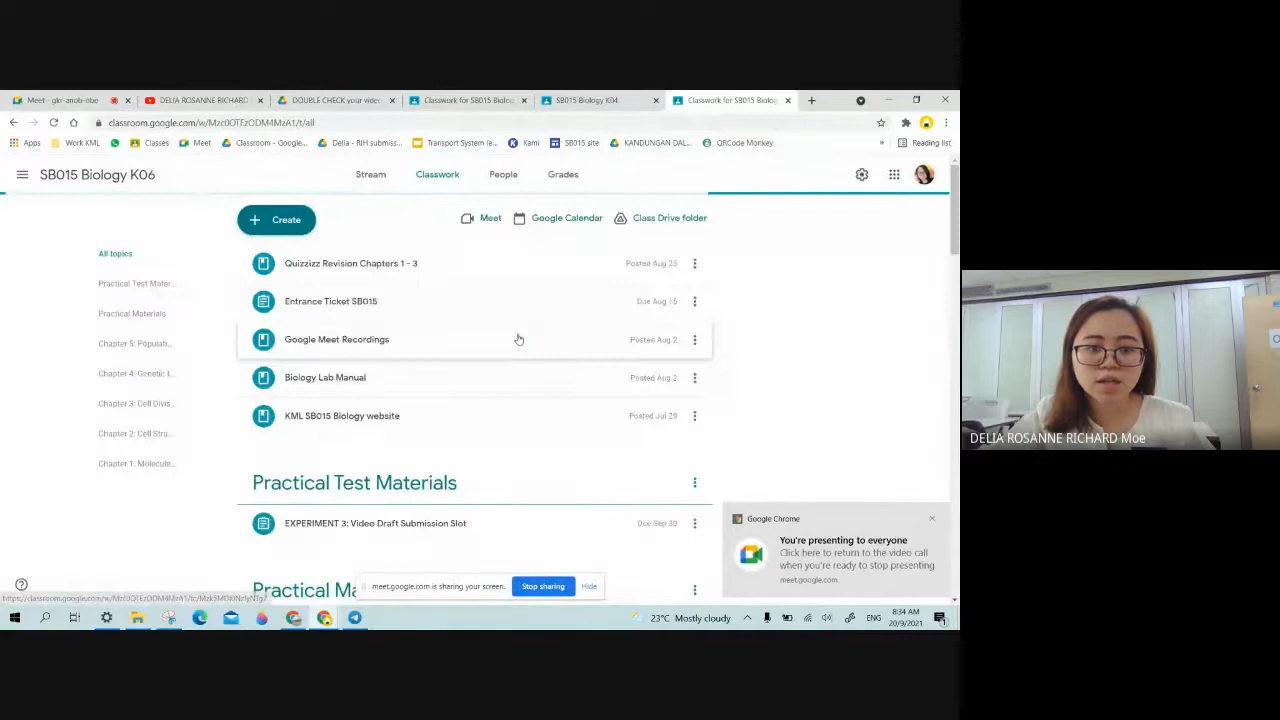 Meet - gkr-anob-obe
DELIA ROSANNE RICHARD
DOUBLE CHECK your vide
Classwork for SB015 Biolog
SB015 Biology K04
Classwork for SB015 Biolog
classroom.google.com/w/Mzc0OTEzODM4MzA1/t/all
Apps
Work KML
Classes
Meet
Classroom - Google...
Delia - RIH submiss...
Transport System (e...
Kami
SB015 site
KANDUNGAN DAL...
QRCode Monkey
»
Reading list
SB015 Biology K06
Stream
Classwork
People
Grades
+ Create
Meet
Google Calendar
Class Drive folder
All topics
Practical Test Mater...
Practical Materials
Chapter 5: Populati...
Chapter 4: Genetic I...
Chapter 3: Cell Divis...
Chapter 2: Cell Stru...
Chapter 1: Molecule...
Quizzizz Revision Chapters 1 - 3
Posted Aug 23
Entrance Ticket SB015
Due Aug 15
Google Meet Recordings
Posted Aug 2
Biology Lab Manual
Posted Aug 2
KML SB015 Biology website
Posted Jul 29
Practical Test Materials
EXPERIMENT 3: Video Draft Submission Slot
Due Sep 30
Practical Ma
meet.google.com is sharing your screen.
Stop sharing
Hide
Google Chrome
You're presenting to everyone
Click here to return to the video call
when you're ready to stop presenting
meet.google.com
23°C Mostly cloudy
ENG
8:34 AM
20/9/2021
DELIA ROSANNE RICHARD Moe